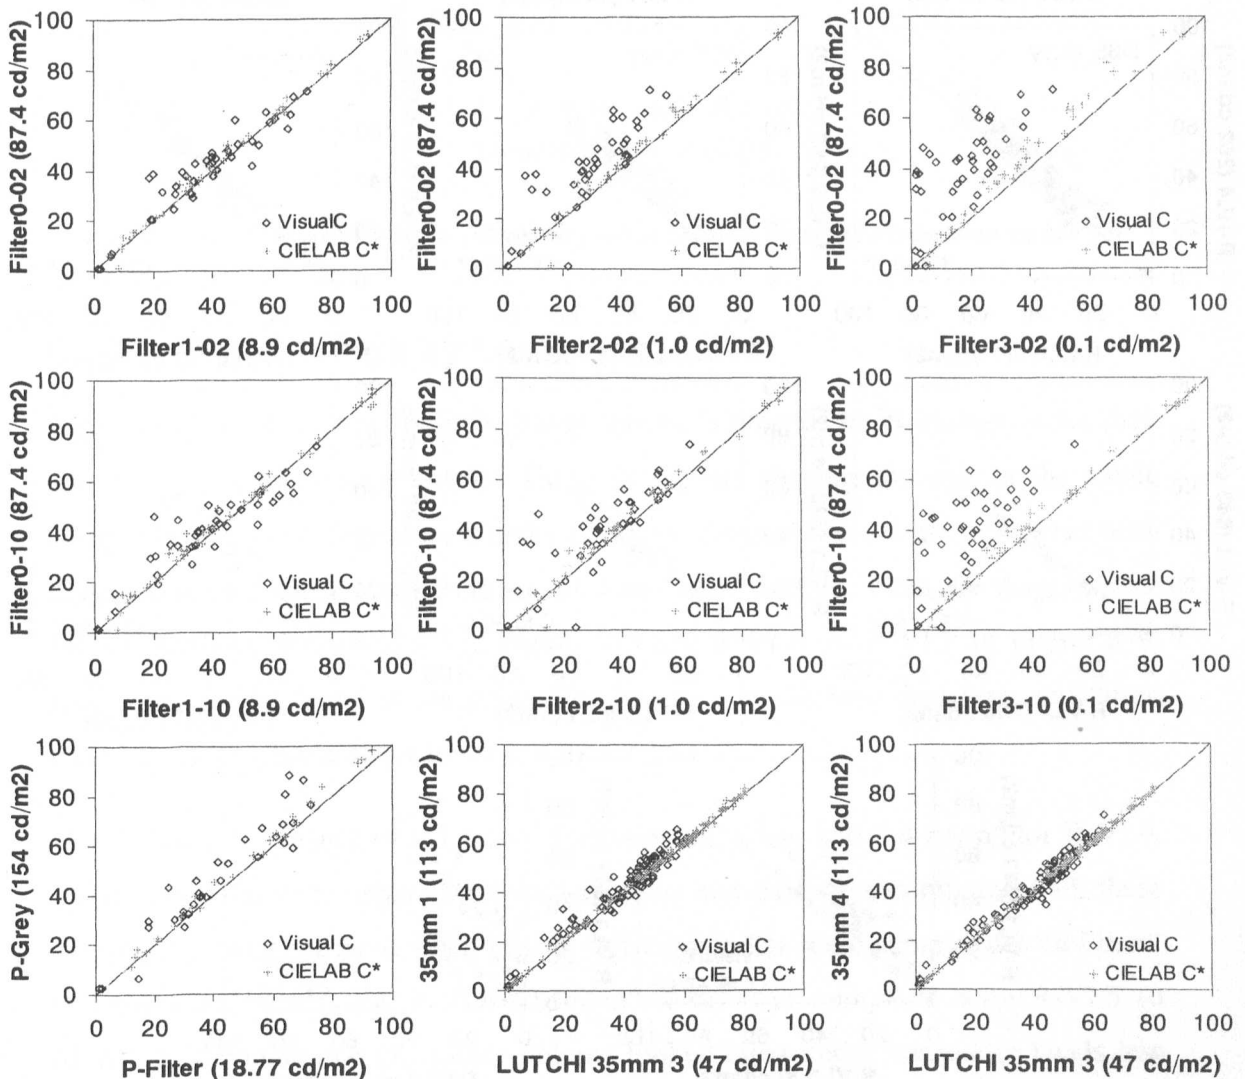 Filter0-02 (87.4 cd/m2)
100
80
60
40
20
0
Visual C
CIELAB C*
0 20 40 60 80 100
Filter1-02 (8.9 cd/m2)
Filter0-02 (87.4 cd/m2)
100
80
60
40
20
0
Visual C
CIELAB C*
0 20 40 60 80 100
Filter2-02 (1.0 cd/m2)
Filter0-02 (87.4 cd/m2)
100
80
60
40
20
0
Visual C
CIELAB C*
0 20 40 60 80 100
Filter3-02 (0.1 cd/m2)
Filter0-10 (87.4 cd/m2)
100
80
60
40
20
0
Visual C
CIELAB C*
0 20 40 60 80 100
Filter1-10 (8.9 cd/m2)
Filter0-10 (87.4 cd/m2)
100
80
60
40
20
0
Visual C
CIELAB C*
0 20 40 60 80 100
Filter2-10 (1.0 cd/m2)
Filter0-10 (87.4 cd/m2)
100
80
60
40
20
0
Visual C
CIELAB C*
0 20 40 60 80 100
Filter3-10 (0.1 cd/m2)
P-Grey (154 cd/m2)
100
80
60
40
20
0
Visual C
CIELAB C*
0 20 40 60 80 100
P-Filter (18.77 cd/m2)
35mm 1 (113 cd/m2)
100
80
60
40
20
0
Visual C
CIELAB C*
0 20 40 60 80 100
LUTCHI 35mm 3 (47 cd/m2)
35mm 4 (113 cd/m2)
100
80
60
40
20
0
Visual C
CIELAB C*
0 20 40 60 80 100
LUTCHI 35mm 3 (47 cd/m2)